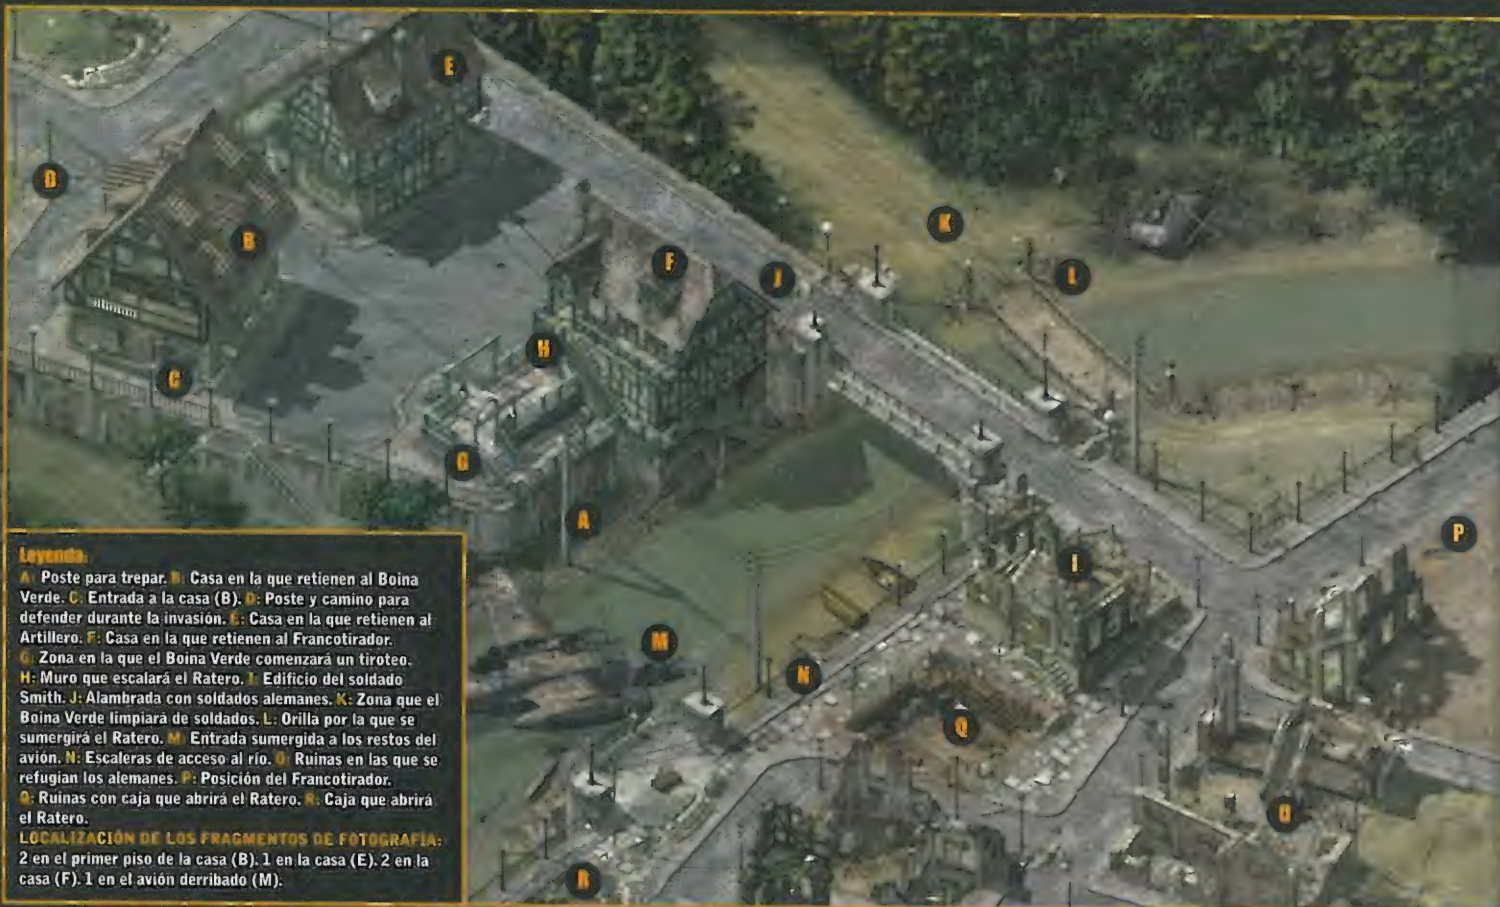 E
D
B
K
F
J
L
H
C
G
A
P
I
M
N
Q
O
R
Leyenda:
A: Poste para trepar. B: Casa en la que retienen al Boina
Verde. C: Entrada a la casa (B). D: Poste y camino para
defender durante la invasión. E: Casa en la que retienen al
Artillero. F: Casa en la que retienen al Francotirador.
G: Zona en la que el Boina Verde comenzará un tiroteo.
H: Muro que escalará el Ratero. I: Edificio del soldado
Smith. J: Alambrada con soldados alemanes. K: Zona que el
Boina Verde limpiará de soldados. L: Orilla por la que se
sumergirá el Ratero. M: Entrada sumergida a los restos del
avión. N: Escaleras de acceso al río. O: Ruinas en las que se
refugian los alemanes. P: Posición del Francotirador.
Q: Ruinas con caja que abrirá el Ratero. R: Caja que abrirá
el Ratero.
LOCALIZACIÓN DE LOS FRAGMENTOS DE FOTOGRAFÍA:
2 en el primer piso de la casa (B). 1 en la casa (E). 2 en la
casa (F). 1 en el avión derribado (M).